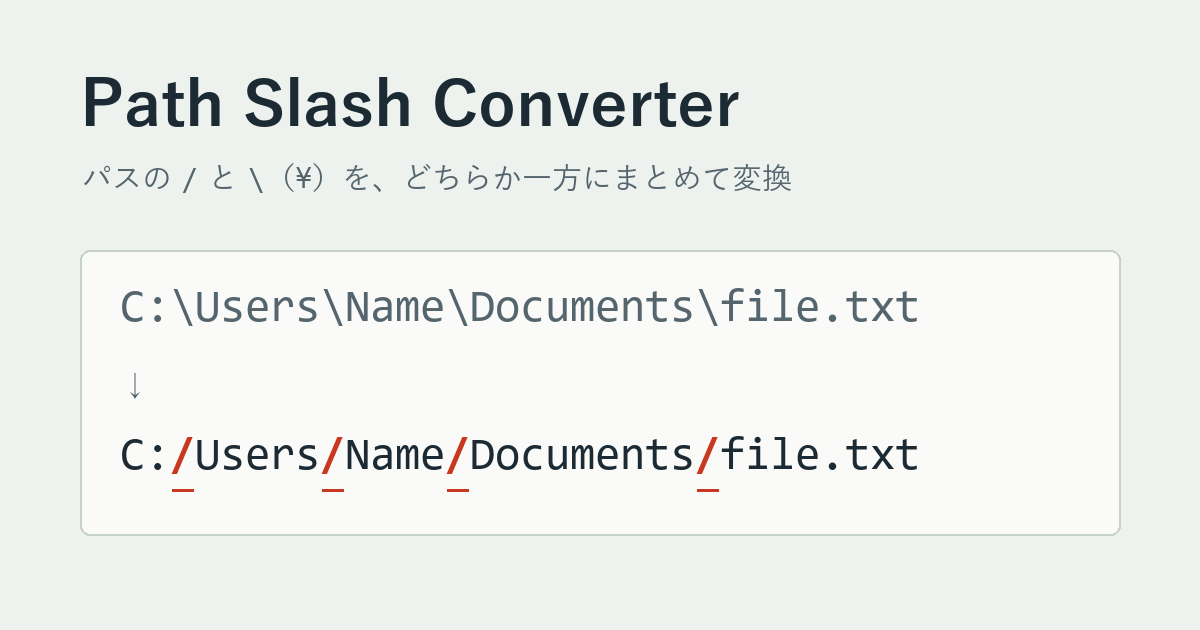 Path Slash Converter
パスの / と \（¥）を、どちらか一方にまとめて変換
C:\Users\Name\Documents\file.txt
↓
C:/Users/Name/Documents/file.txt